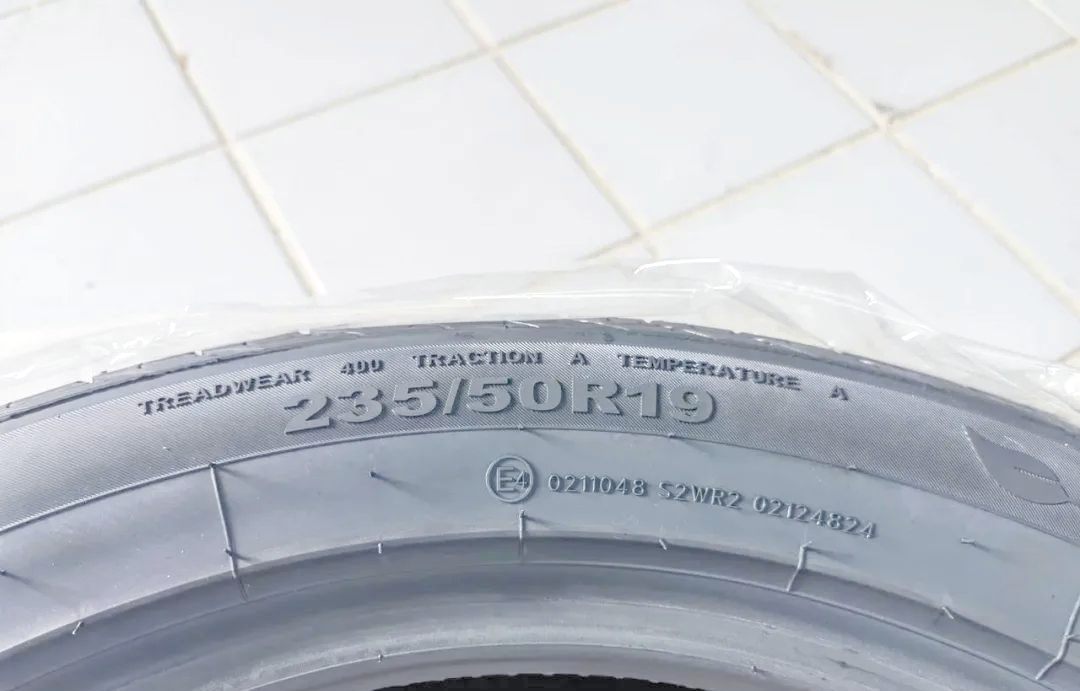 TREADWEAR 400 TRACTION A TEMPERATURE A
235/50R19
E4 0211048 S2WR2 02124824